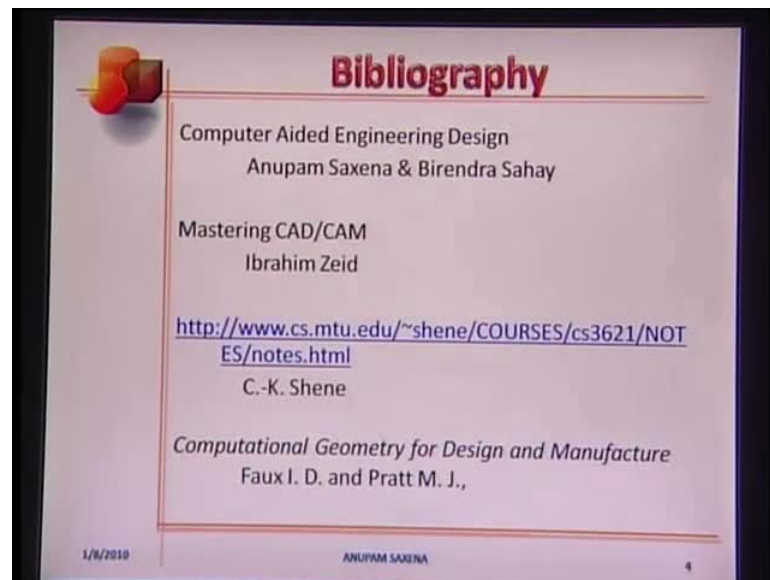 Bibliography
Computer Aided Engineering Design
Anupam Saxena & Birendra Sahay
Mastering CAD/CAM
Ibrahim Zeid
http://www.cs.mtu.edu/~shene/COURSES/cs3621/NOT
ES/notes.html
C.-K. Shene
Computational Geometry for Design and Manufacture
Faux I. D. and Pratt M. J.,
1/8/2010
ANUPAM SAXENA
4